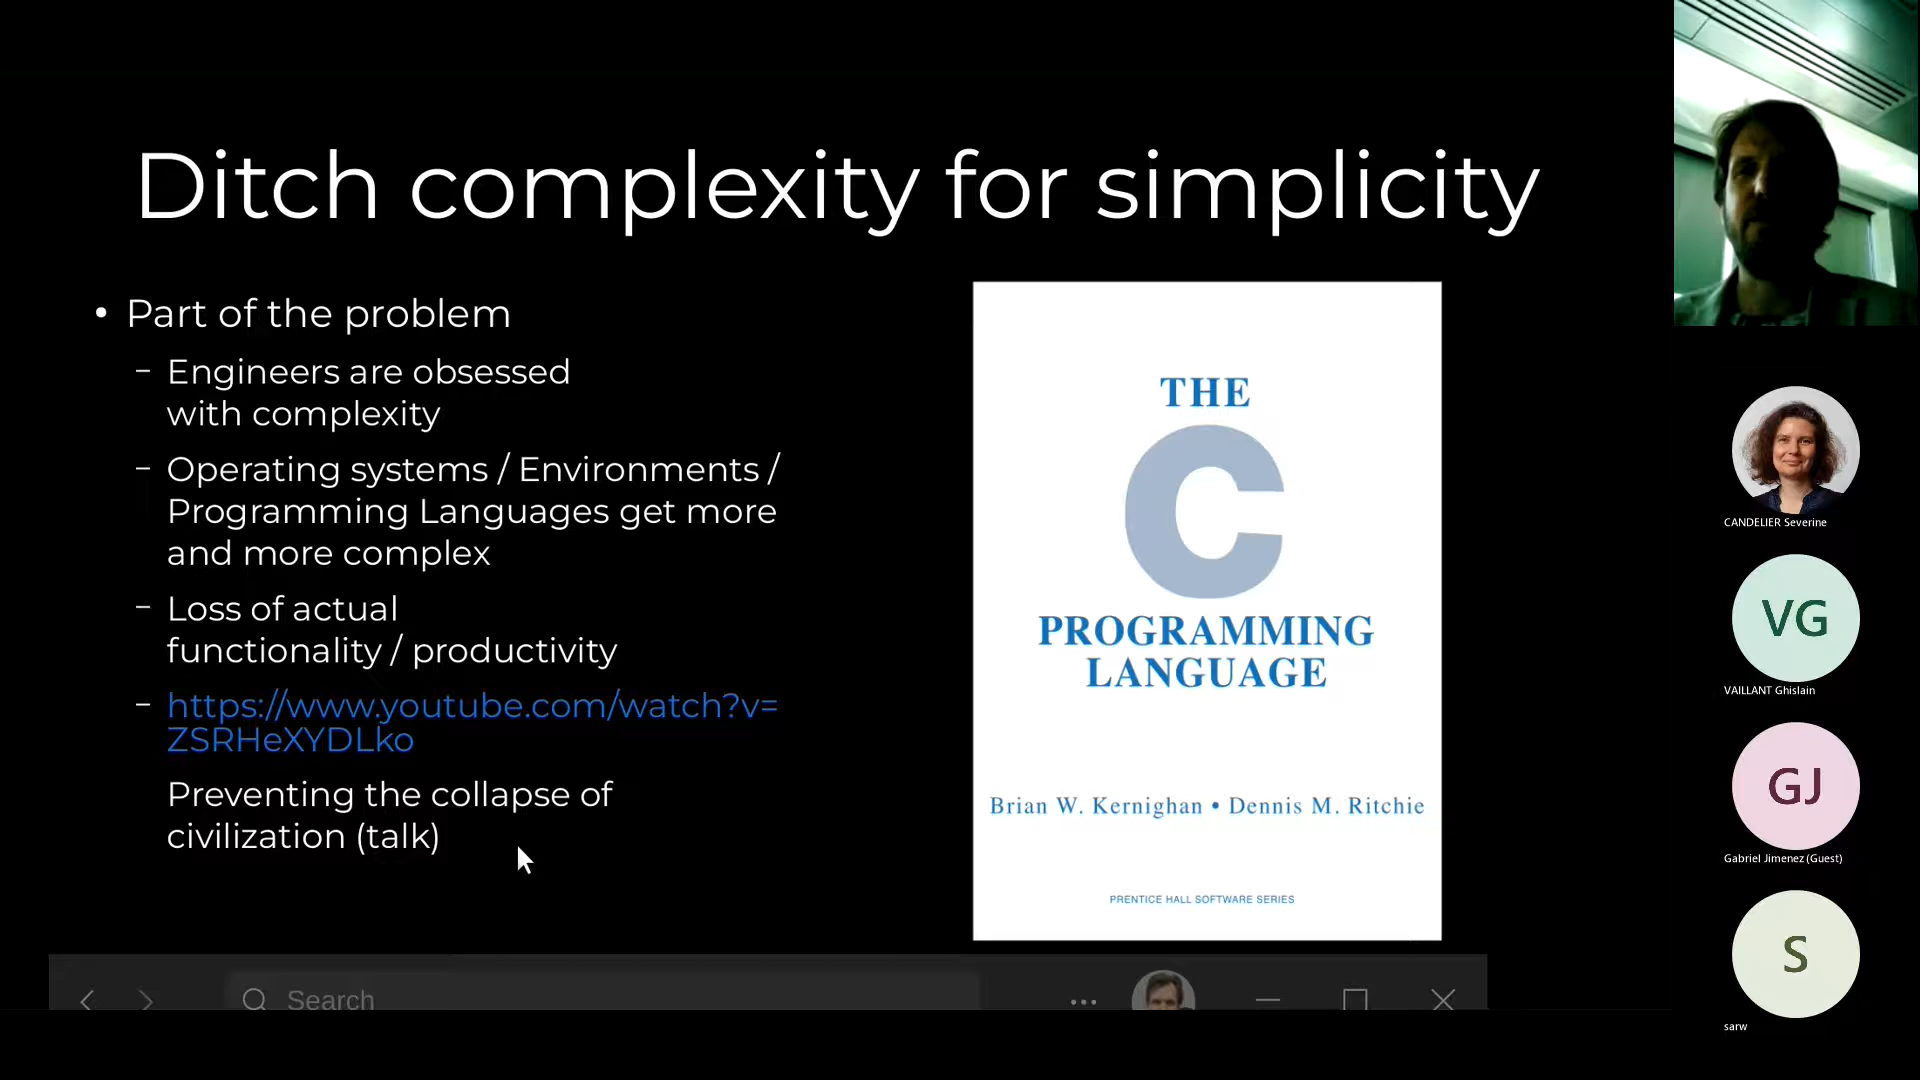 Ditch complexity for simplicity
• Part of the problem
– Engineers are obsessed
with complexity
– Operating systems / Environments /
Programming Languages get more
and more complex
– Loss of actual
functionality / productivity
– https://www.youtube.com/watch?v=
ZSRHeXYDLko
Preventing the collapse of
civilization (talk)
THE
C
PROGRAMMING
LANGUAGE
Brian W. Kernighan • Dennis M. Ritchie
PRENTICE HALL SOFTWARE SERIES
Search
CANDELIER Severine
VG
VAILLANT Ghislain
GJ
Gabriel Jimenez (Guest)
S
sarw